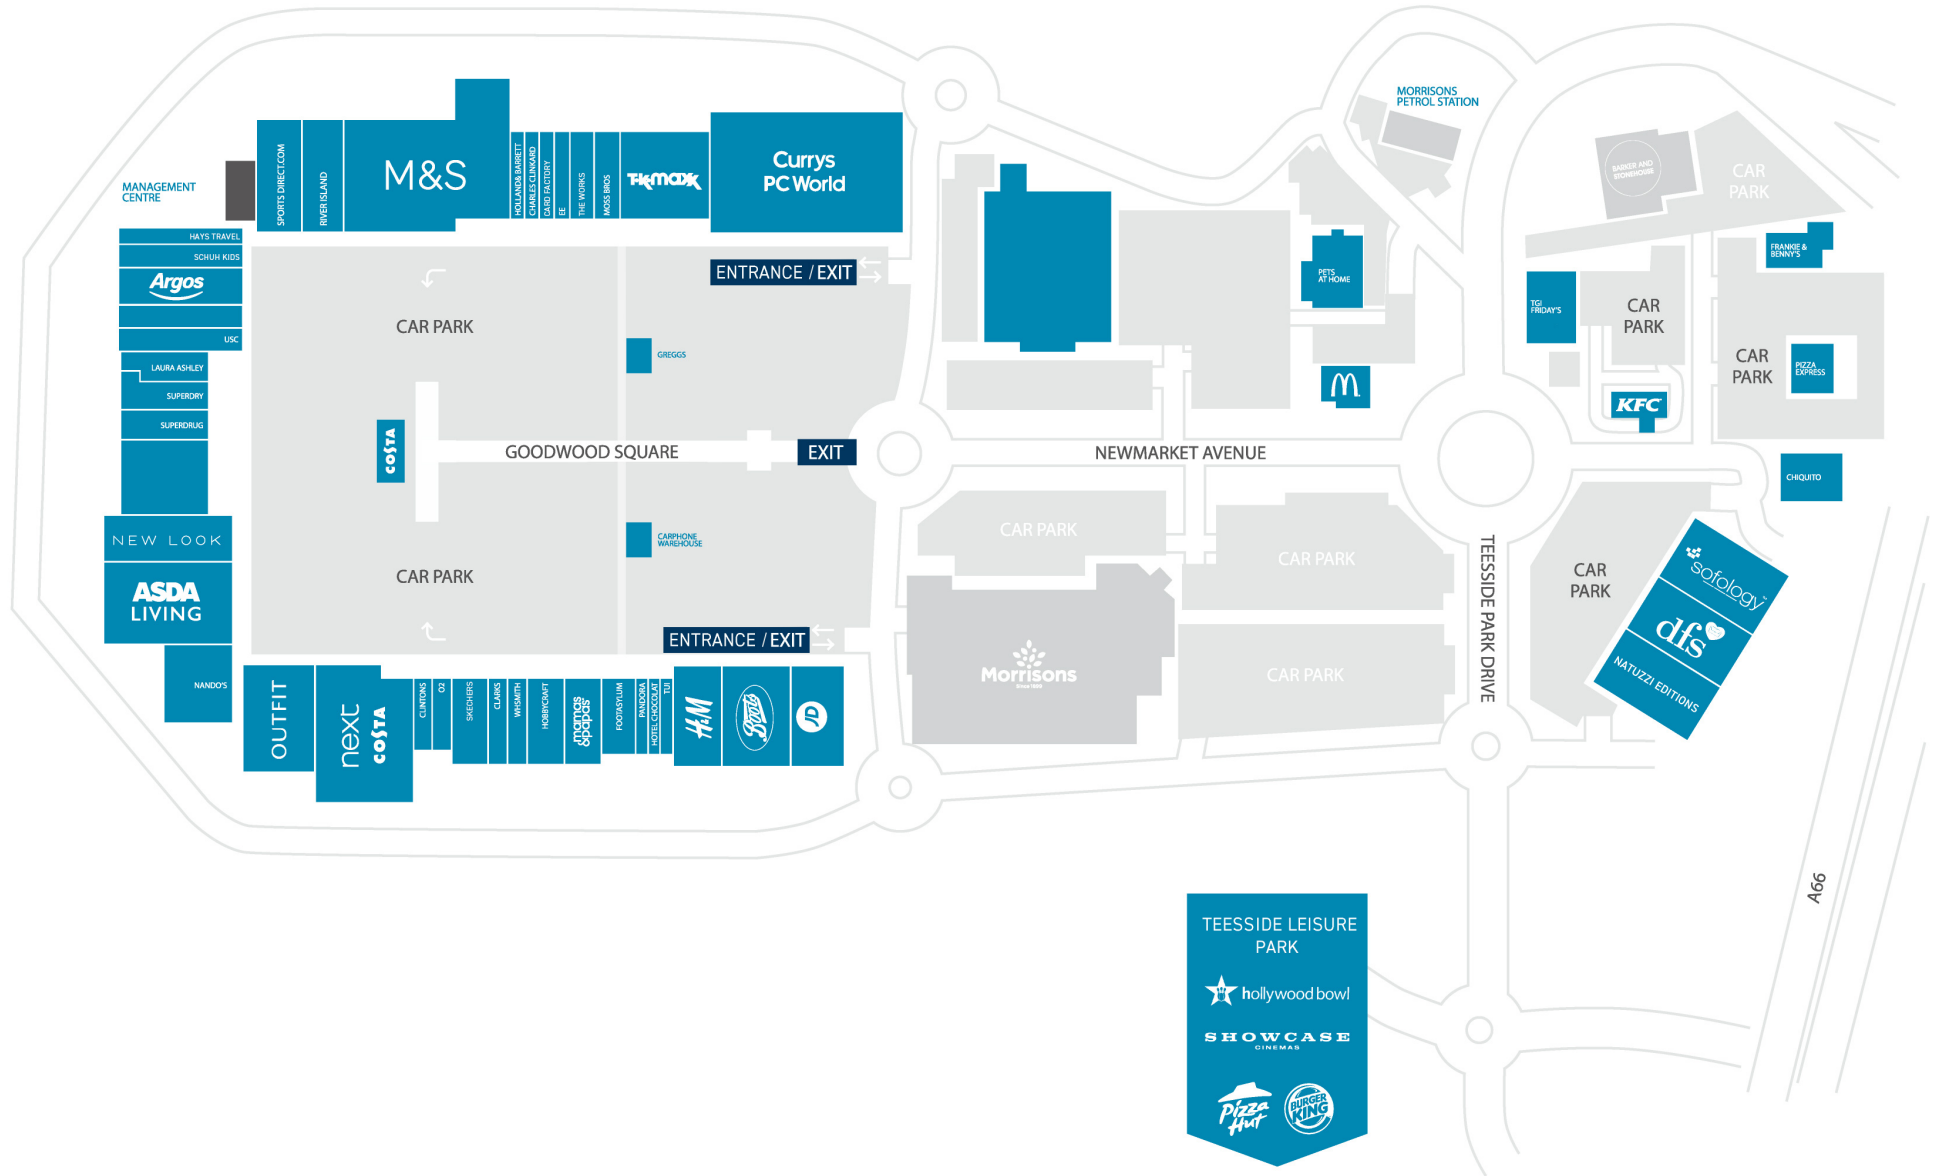 MORRISONS
PETROL STATION
BARKER AND
STONEHOUSE
CAR
PARK
MANAGEMENT
CENTRE
SPORTS DIRECT.COM
RIVER ISLAND
M&S
HOLLAND& BARRETT
CHARLES CLINKARD
CARD FACTORY
EE
THE WORKS
MOSS BROS
TK maxx
Currys
PC World
HAYS TRAVEL
SCHUH KIDS
Argos
USC
LAURA ASHLEY
SUPERDRY
SUPERDRUG
NEW LOOK
ASDA
LIVING
NANDO'S
ENTRANCE / EXIT
CAR PARK
GREGGS
COSTA
GOODWOOD SQUARE
EXIT
CARPHONE
WAREHOUSE
CAR PARK
ENTRANCE / EXIT
OUTFIT
next
COSTA
CLINTONS
O2
SKECHERS
CLARKS
WHSMITH
HOBBYCRAFT
mamas
&papas
FOOTASYLUM
PANDORA
HOTEL CHOCOLAT
TUI
H&M
Boots
JD
PETS
AT HOME
M
NEWMARKET AVENUE
CAR PARK
CAR PARK
CAR PARK
Morrisons
Since 1899
TEESSIDE PARK DRIVE
TGI
FRIDAY'S
CAR
PARK
KFC
FRANKIE &
BENNY'S
CAR
PARK
PIZZA
EXPRESS
CHIQUITO
CAR
PARK
sofology
dfs
NATUZZI EDITIONS
A66
TEESSIDE LEISURE
PARK
hollywood bowl
SHOWCASE
CINEMAS
Pizza
Hut
BURGER
KING